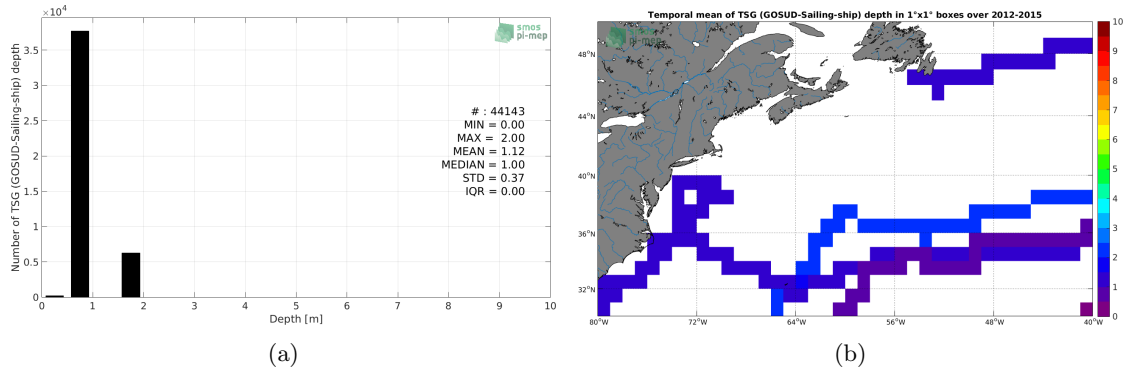 ×10⁴
smos
pi-mep
3.5
3
2.5
2
1.5
1
0.5
0
Number of TSG (GOSUD-Sailing-ship) depth
# : 44143
MIN = 0.00
MAX = 2.00
MEAN = 1.12
MEDIAN = 1.00
STD = 0.37
IQR = 0.00
0 1 2 3 4 5 6 7 8 9 10
Depth [m]
(a)
Temporal mean of TSG (GOSUD-Sailing-ship) depth in 1°x1° boxes over 2012-2015
smos
pi-mep
48°N
44°N
40°N
36°N
32°N
80°W 72°W 64°W 56°W 48°W 40°W
10
9
8
7
6
5
4
3
2
1
0
(b)